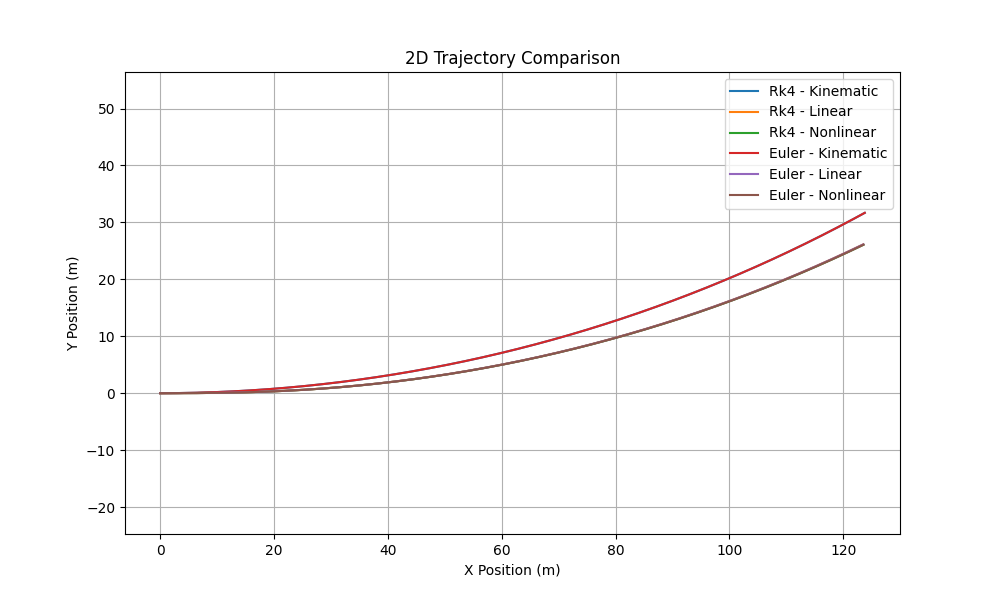 2D Trajectory Comparison
Rk4 - Kinematic
Rk4 - Linear
Rk4 - Nonlinear
Euler - Kinematic
Euler - Linear
Euler - Nonlinear
Y Position (m)
50
40
30
20
10
0
−10
−20
0 20 40 60 80 100 120
X Position (m)